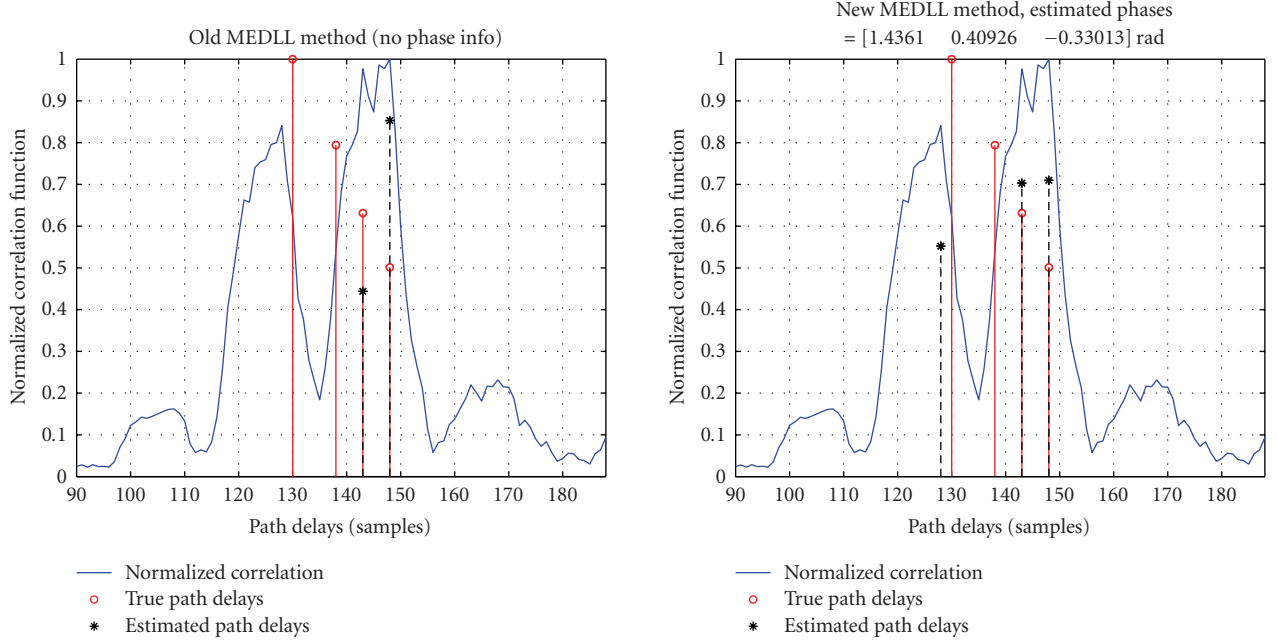 Old MEDLL method (no phase info)
1
0.9
0.8
0.7
0.6
0.5
0.4
0.3
0.2
0.1
0
Normalized correlation function
90 100 110 120 130 140 150 160 170 180
Path delays (samples)
Normalized correlation
True path delays
Estimated path delays
New MEDLL method, estimated phases
= [1.4361 0.40926 −0.33013] rad
1
0.9
0.8
0.7
0.6
0.5
0.4
0.3
0.2
0.1
0
Normalized correlation function
90 100 110 120 130 140 150 160 170 180
Path delays (samples)
Normalized correlation
True path delays
Estimated path delays